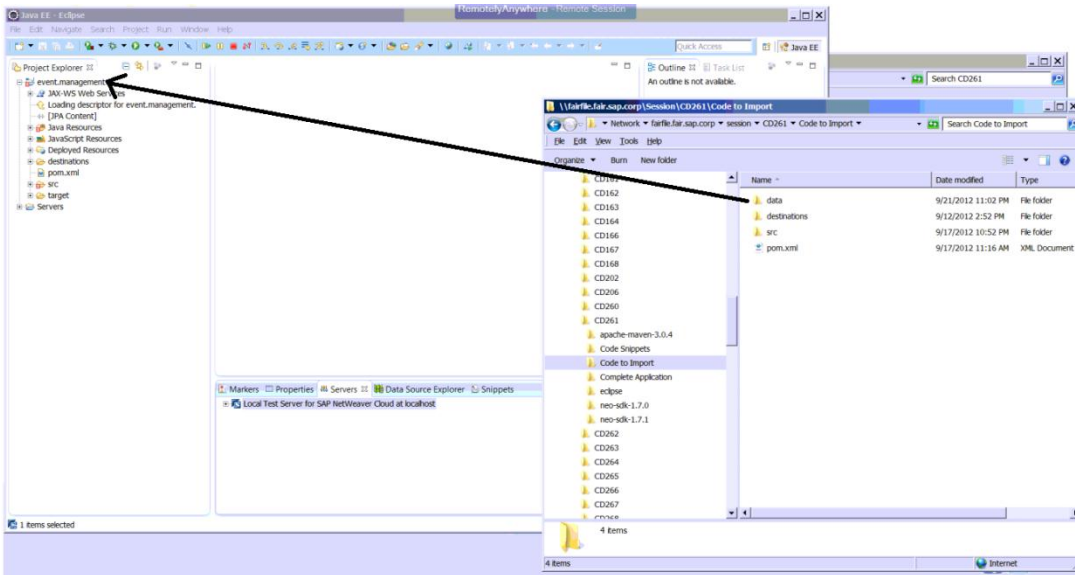 RemotelyAnywhere - Remote Session
Java EE - Eclipse
File Edit Navigate Search Project Run Window Help
Quick Access
Java EE
Project Explorer
event.management
JAX-WS Web Services
Loading descriptor for event.management.
[JPA Content]
Java Resources
JavaScript Resources
Deployed Resources
destinations
pom.xml
src
target
Servers
Outline Task List
An outline is not available.
Markers Properties Servers Data Source Explorer Snippets
Local Test Server for SAP NetWeaver Cloud at localhost
1 items selected
Search CD261
\\fairfile.fair.sap.corp\Session\CD261\Code to Import
Network fairfile.fair.sap.corp session CD261 Code to Import
Search Code to Import
File Edit View Tools Help
Organize Burn New folder
CD161
CD162
CD163
CD164
CD166
CD167
CD168
CD202
CD206
CD260
CD261
apache-maven-3.0.4
Code Snippets
Code to Import
Complete Application
eclipse
neo-sdk-1.7.0
neo-sdk-1.7.1
CD262
CD263
CD264
CD265
CD266
CD267
CD268
Name Date modified Type
data 9/21/2012 11:02 PM File folder
destinations 9/12/2012 2:52 PM File folder
src 9/17/2012 10:52 PM File folder
pom.xml 9/17/2012 11:16 AM XML Document
4 items
4 items
Internet